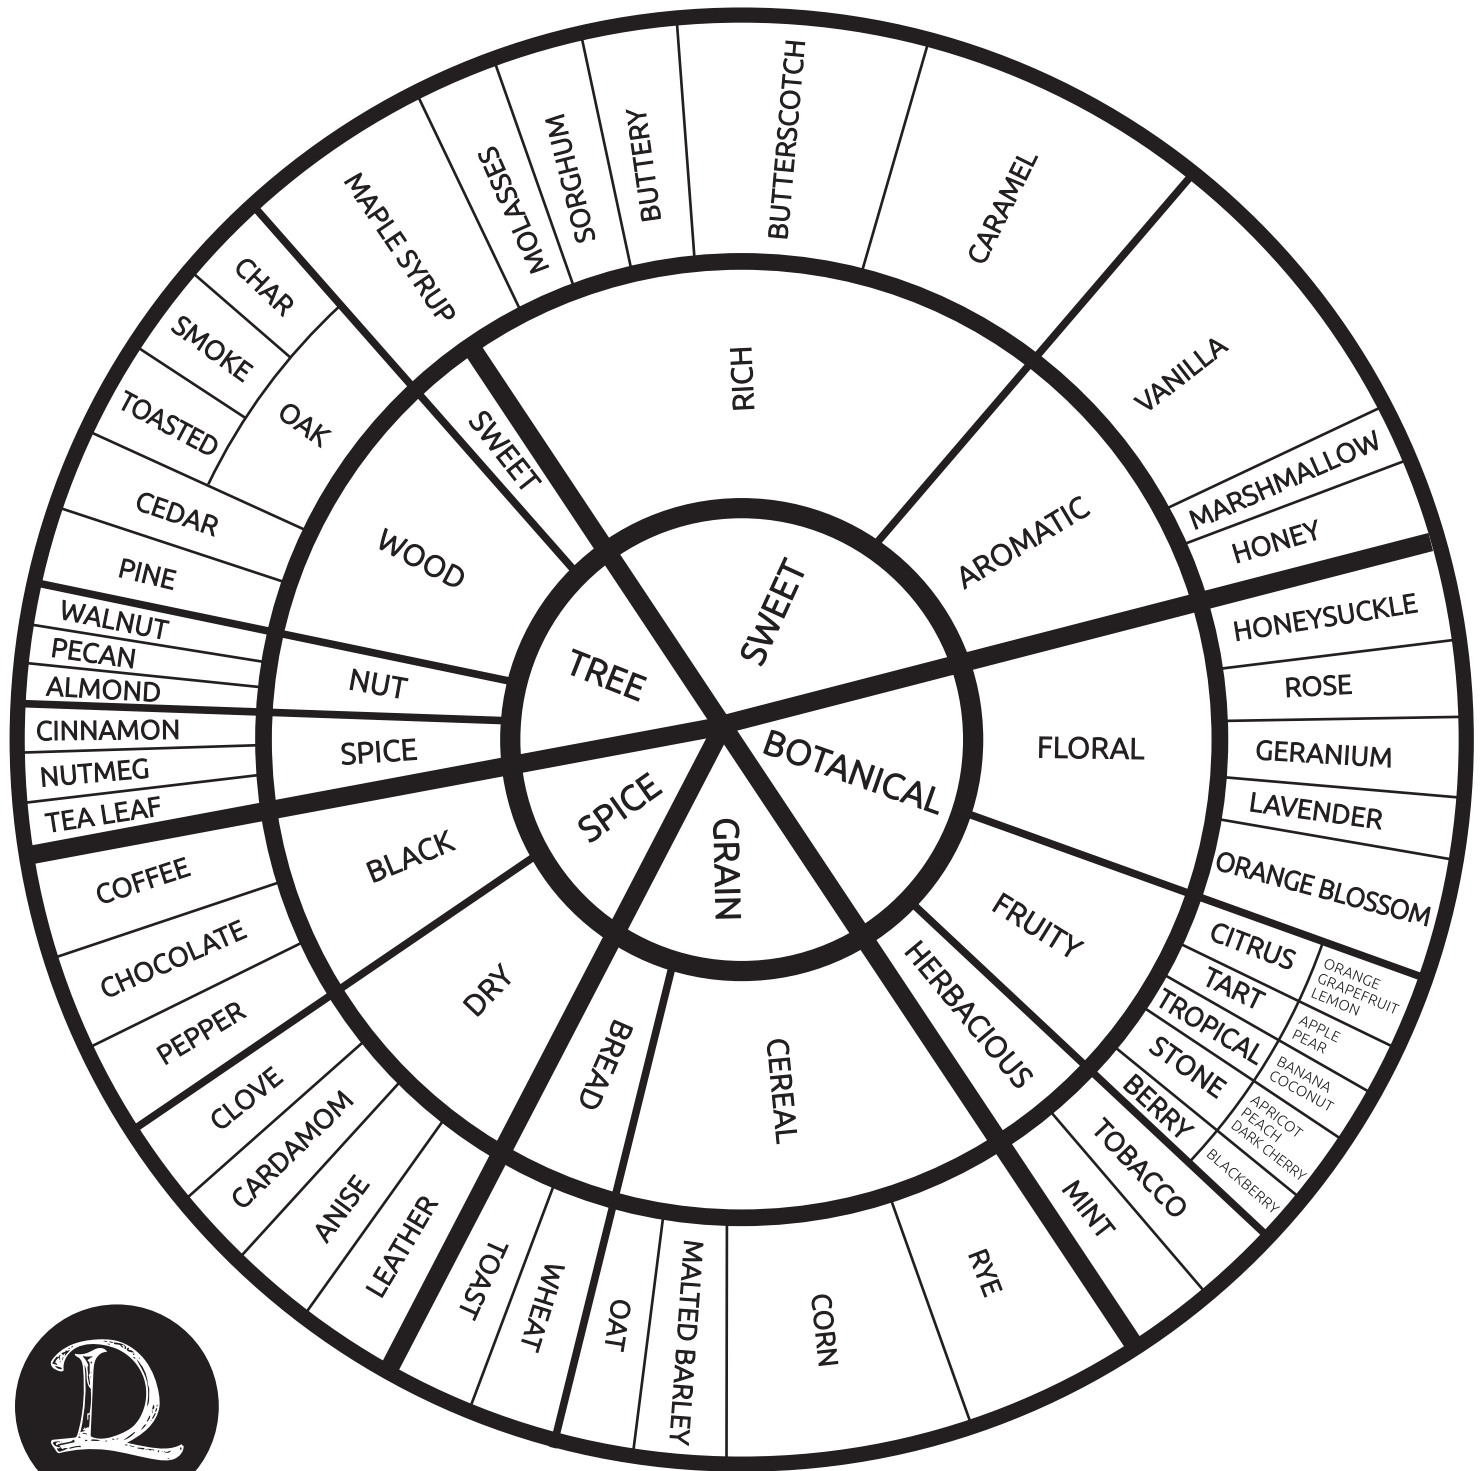 SWEET
BOTANICAL
GRAIN
SPICE
TREE
RICH
AROMATIC
FLORAL
FRUITY
HERBACIOUS
CEREAL
BREAD
DRY
BLACK
SPICE
NUT
WOOD
SWEET
MAPLE SYRUP
MOLASSES
SORGHUM
BUTTERY
BUTTERSCOTCH
CARAMEL
VANILLA
MARSHMALLOW
HONEY
HONEYSUCKLE
ROSE
GERANIUM
LAVENDER
ORANGE BLOSSOM
CITRUS
ORANGE
GRAPEFRUIT
LEMON
TART
APPLE
PEAR
TROPICAL
BANANA
COCONUT
STONE
APRICOT
PEACH
DARK CHERRY
BERRY
BLACKBERRY
TOBACCO
MINT
RYE
CORN
MALTED BARLEY
OAT
WHEAT
TOAST
LEATHER
ANISE
CARDAMOM
CLOVE
PEPPER
CHOCOLATE
COFFEE
TEA LEAF
NUTMEG
CINNAMON
ALMOND
PECAN
WALNUT
PINE
CEDAR
OAK
TOASTED
SMOKE
CHAR
D